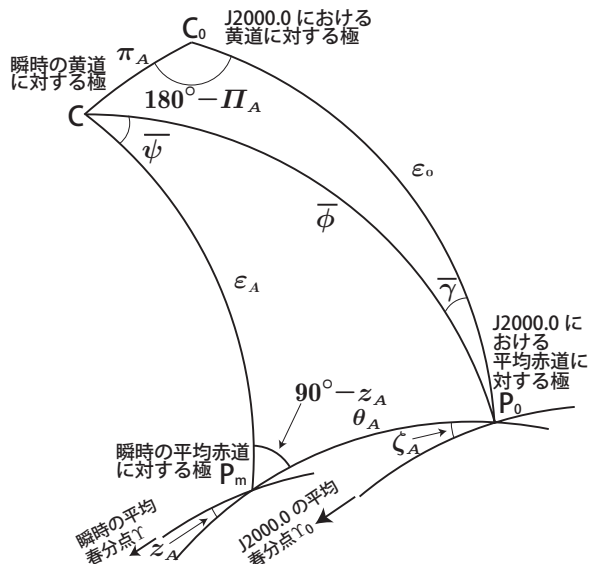 C₀
J2000.0 における
黄道に対する極
π_A
瞬時の黄道
に対する極
180°−Π_A
C
ψ̅
ε₀
φ̅
ε_A
γ̅
J2000.0 に
おける
平均赤道に
対する極
P₀
90°−z_A
θ_A
ζ_A
瞬時の平均赤道
に対する極 Pₘ
瞬時の平均
春分点ϒ
z_A
J2000.0 の平均
春分点ϒ₀